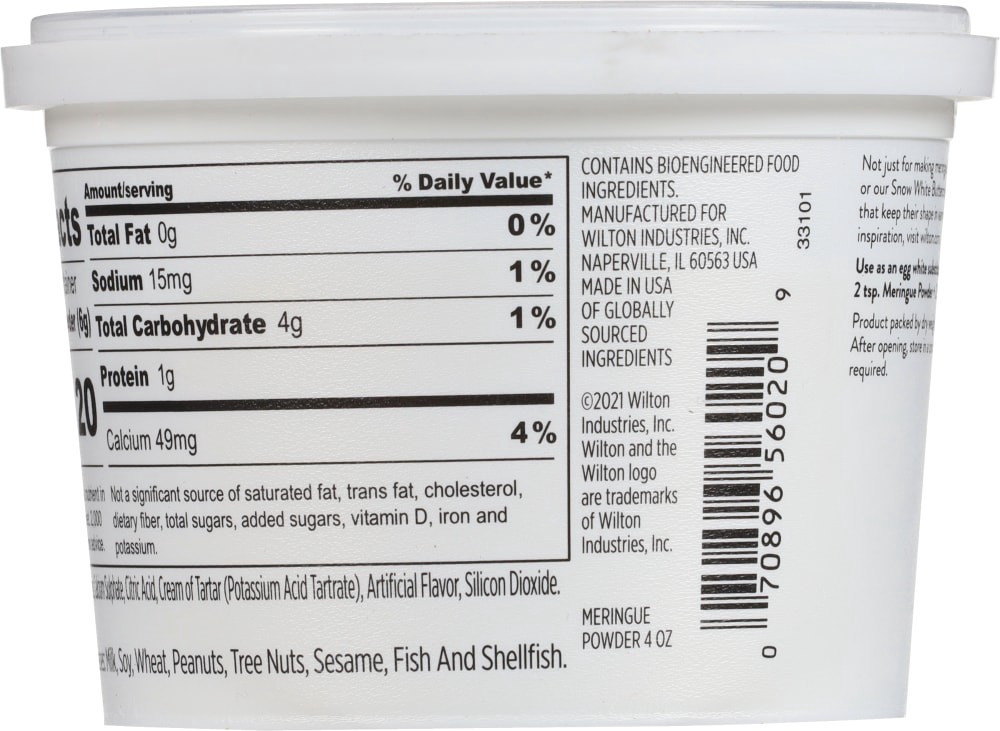 Amount/serving
% Daily Value*
Total Fat 0g 0%
Sodium 15mg 1%
(6g) Total Carbohydrate 4g 1%
Protein 1g
20
Calcium 49mg 4%
in Not a significant source of saturated fat, trans fat, cholesterol,
dietary fiber, total sugars, added sugars, vitamin D, iron and
potassium.
Citric Acid, Cream of Tartar (Potassium Acid Tartrate), Artificial Flavor, Silicon Dioxide.
Milk, Soy, Wheat, Peanuts, Tree Nuts, Sesame, Fish And Shellfish.
CONTAINS BIOENGINEERED FOOD
INGREDIENTS.
MANUFACTURED FOR
WILTON INDUSTRIES, INC.
NAPERVILLE, IL 60563 USA
MADE IN USA
OF GLOBALLY
SOURCED
INGREDIENTS
©2021 Wilton
Industries, Inc.
Wilton and the
Wilton logo
are trademarks
of Wilton
Industries, Inc.
MERINGUE
POWDER 4 OZ
33101
0 70896 56020 9
Not just for making
or our Snow White
that keep their shape
inspiration, visit
Use as an egg white
2 tsp. Meringue
Product packed by
After opening, store in
required.